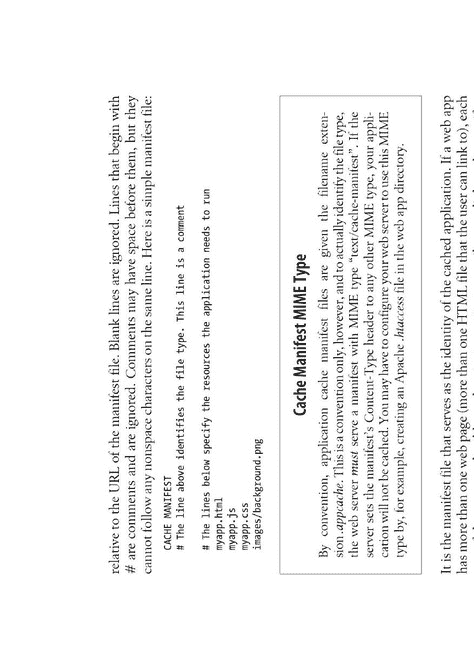 relative to the URL of the manifest file. Blank lines are ignored. Lines that begin with
# are comments and are ignored. Comments may have space before them, but they
cannot follow any nonspace characters on the same line. Here is a simple manifest file:
CACHE MANIFEST
# The line above identifies the file type. This line is a comment
# The lines below specify the resources the application needs to run
myapp.html
myapp.js
myapp.css
images/background.png
Cache Manifest MIME Type
By convention, application cache manifest files are given the filename exten-
sion .appcache. This is a convention only, however, and to actually identify the file type,
the web server must serve a manifest with MIME type “text/cache-manifest”. If the
server sets the manifest’s Content-Type header to any other MIME type, your appli-
cation will not be cached. You may have to configure your web server to use this MIME
type by, for example, creating an Apache .htaccess file in the web app directory.
It is the manifest file that serves as the identity of the cached application. If a web app
has more than one web page (more than one HTML file that the user can link to), each